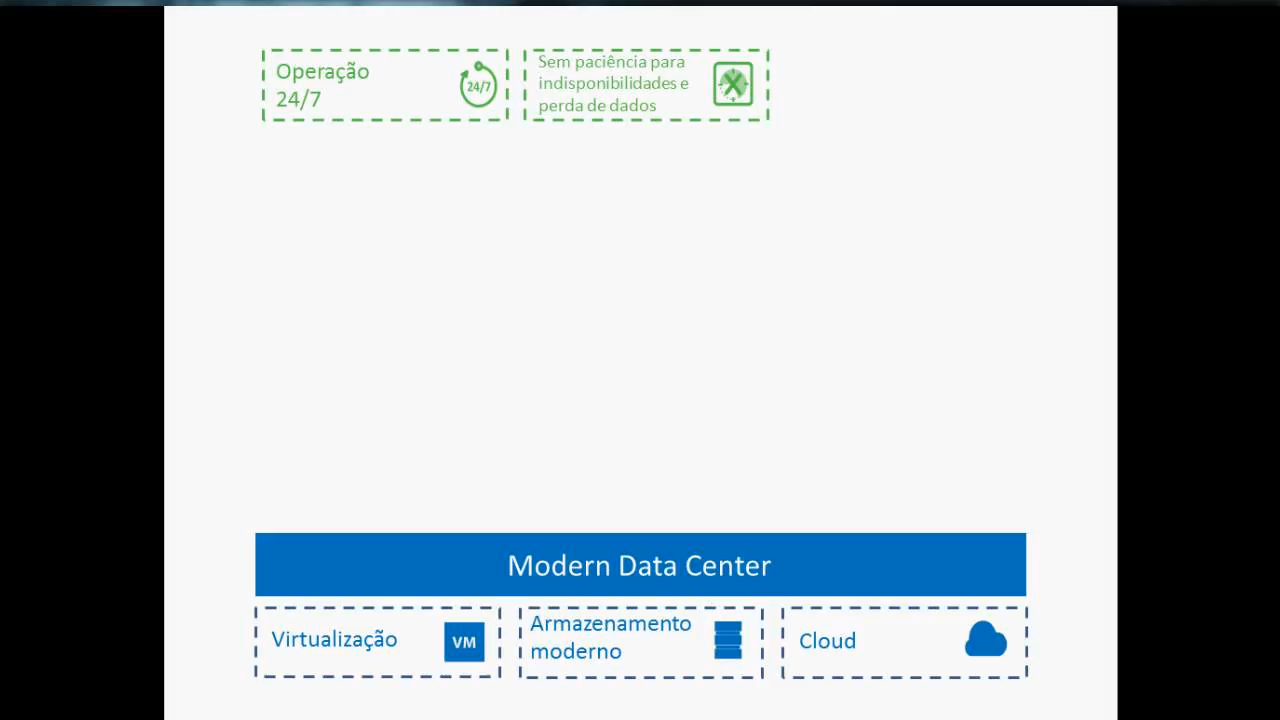 Operação
24/7
24/7
Sem paciência para
indisponibilidades e
perda de dados
Modern Data Center
Virtualização
VM
Armazenamento
moderno
Cloud